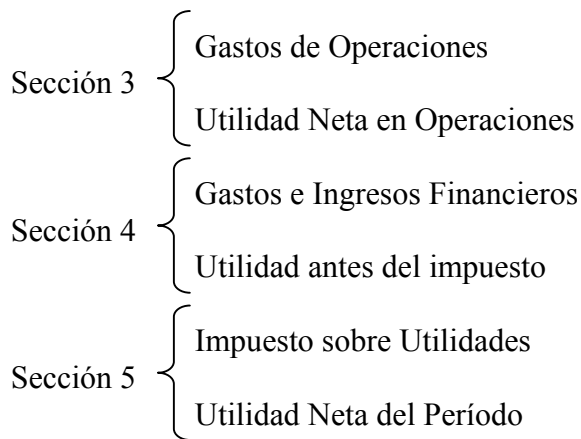 Gastos de Operaciones
Sección 3
Utilidad Neta en Operaciones
Gastos e Ingresos Financieros
Sección 4
Utilidad antes del impuesto
Impuesto sobre Utilidades
Sección 5
Utilidad Neta del Período